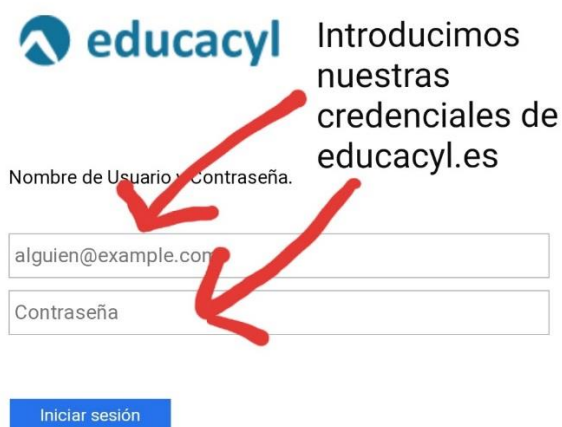 educacyl
Introducimos
nuestras
credenciales de
educacyl.es
Nombre de Usuario y Contraseña.
alguien@example.com
Contraseña
Iniciar sesión